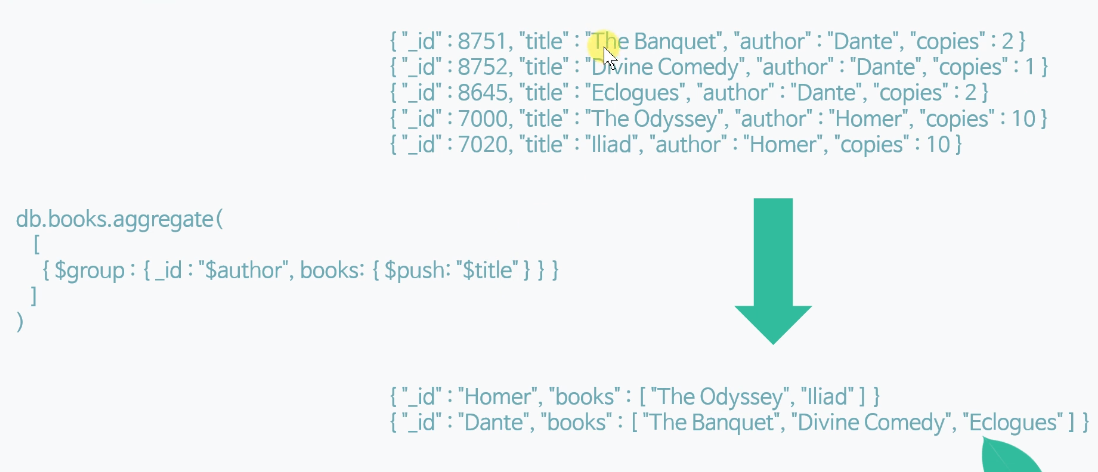 { "_id" : 8751, "title" : "The Banquet", "author" : "Dante", "copies" : 2 }
{ "_id" : 8752, "title" : "Divine Comedy", "author" : "Dante", "copies" : 1 }
{ "_id" : 8645, "title" : "Eclogues", "author" : "Dante", "copies" : 2 }
{ "_id" : 7000, "title" : "The Odyssey", "author" : "Homer", "copies" : 10 }
{ "_id" : 7020, "title" : "Iliad", "author" : "Homer", "copies" : 10 }
db.books.aggregate(
[
{ $group : { _id : "$author", books: { $push: "$title" } } }
]
)
{ "_id" : "Homer", "books" : [ "The Odyssey", "Iliad" ] }
{ "_id" : "Dante", "books" : [ "The Banquet", "Divine Comedy", "Eclogues" ] }